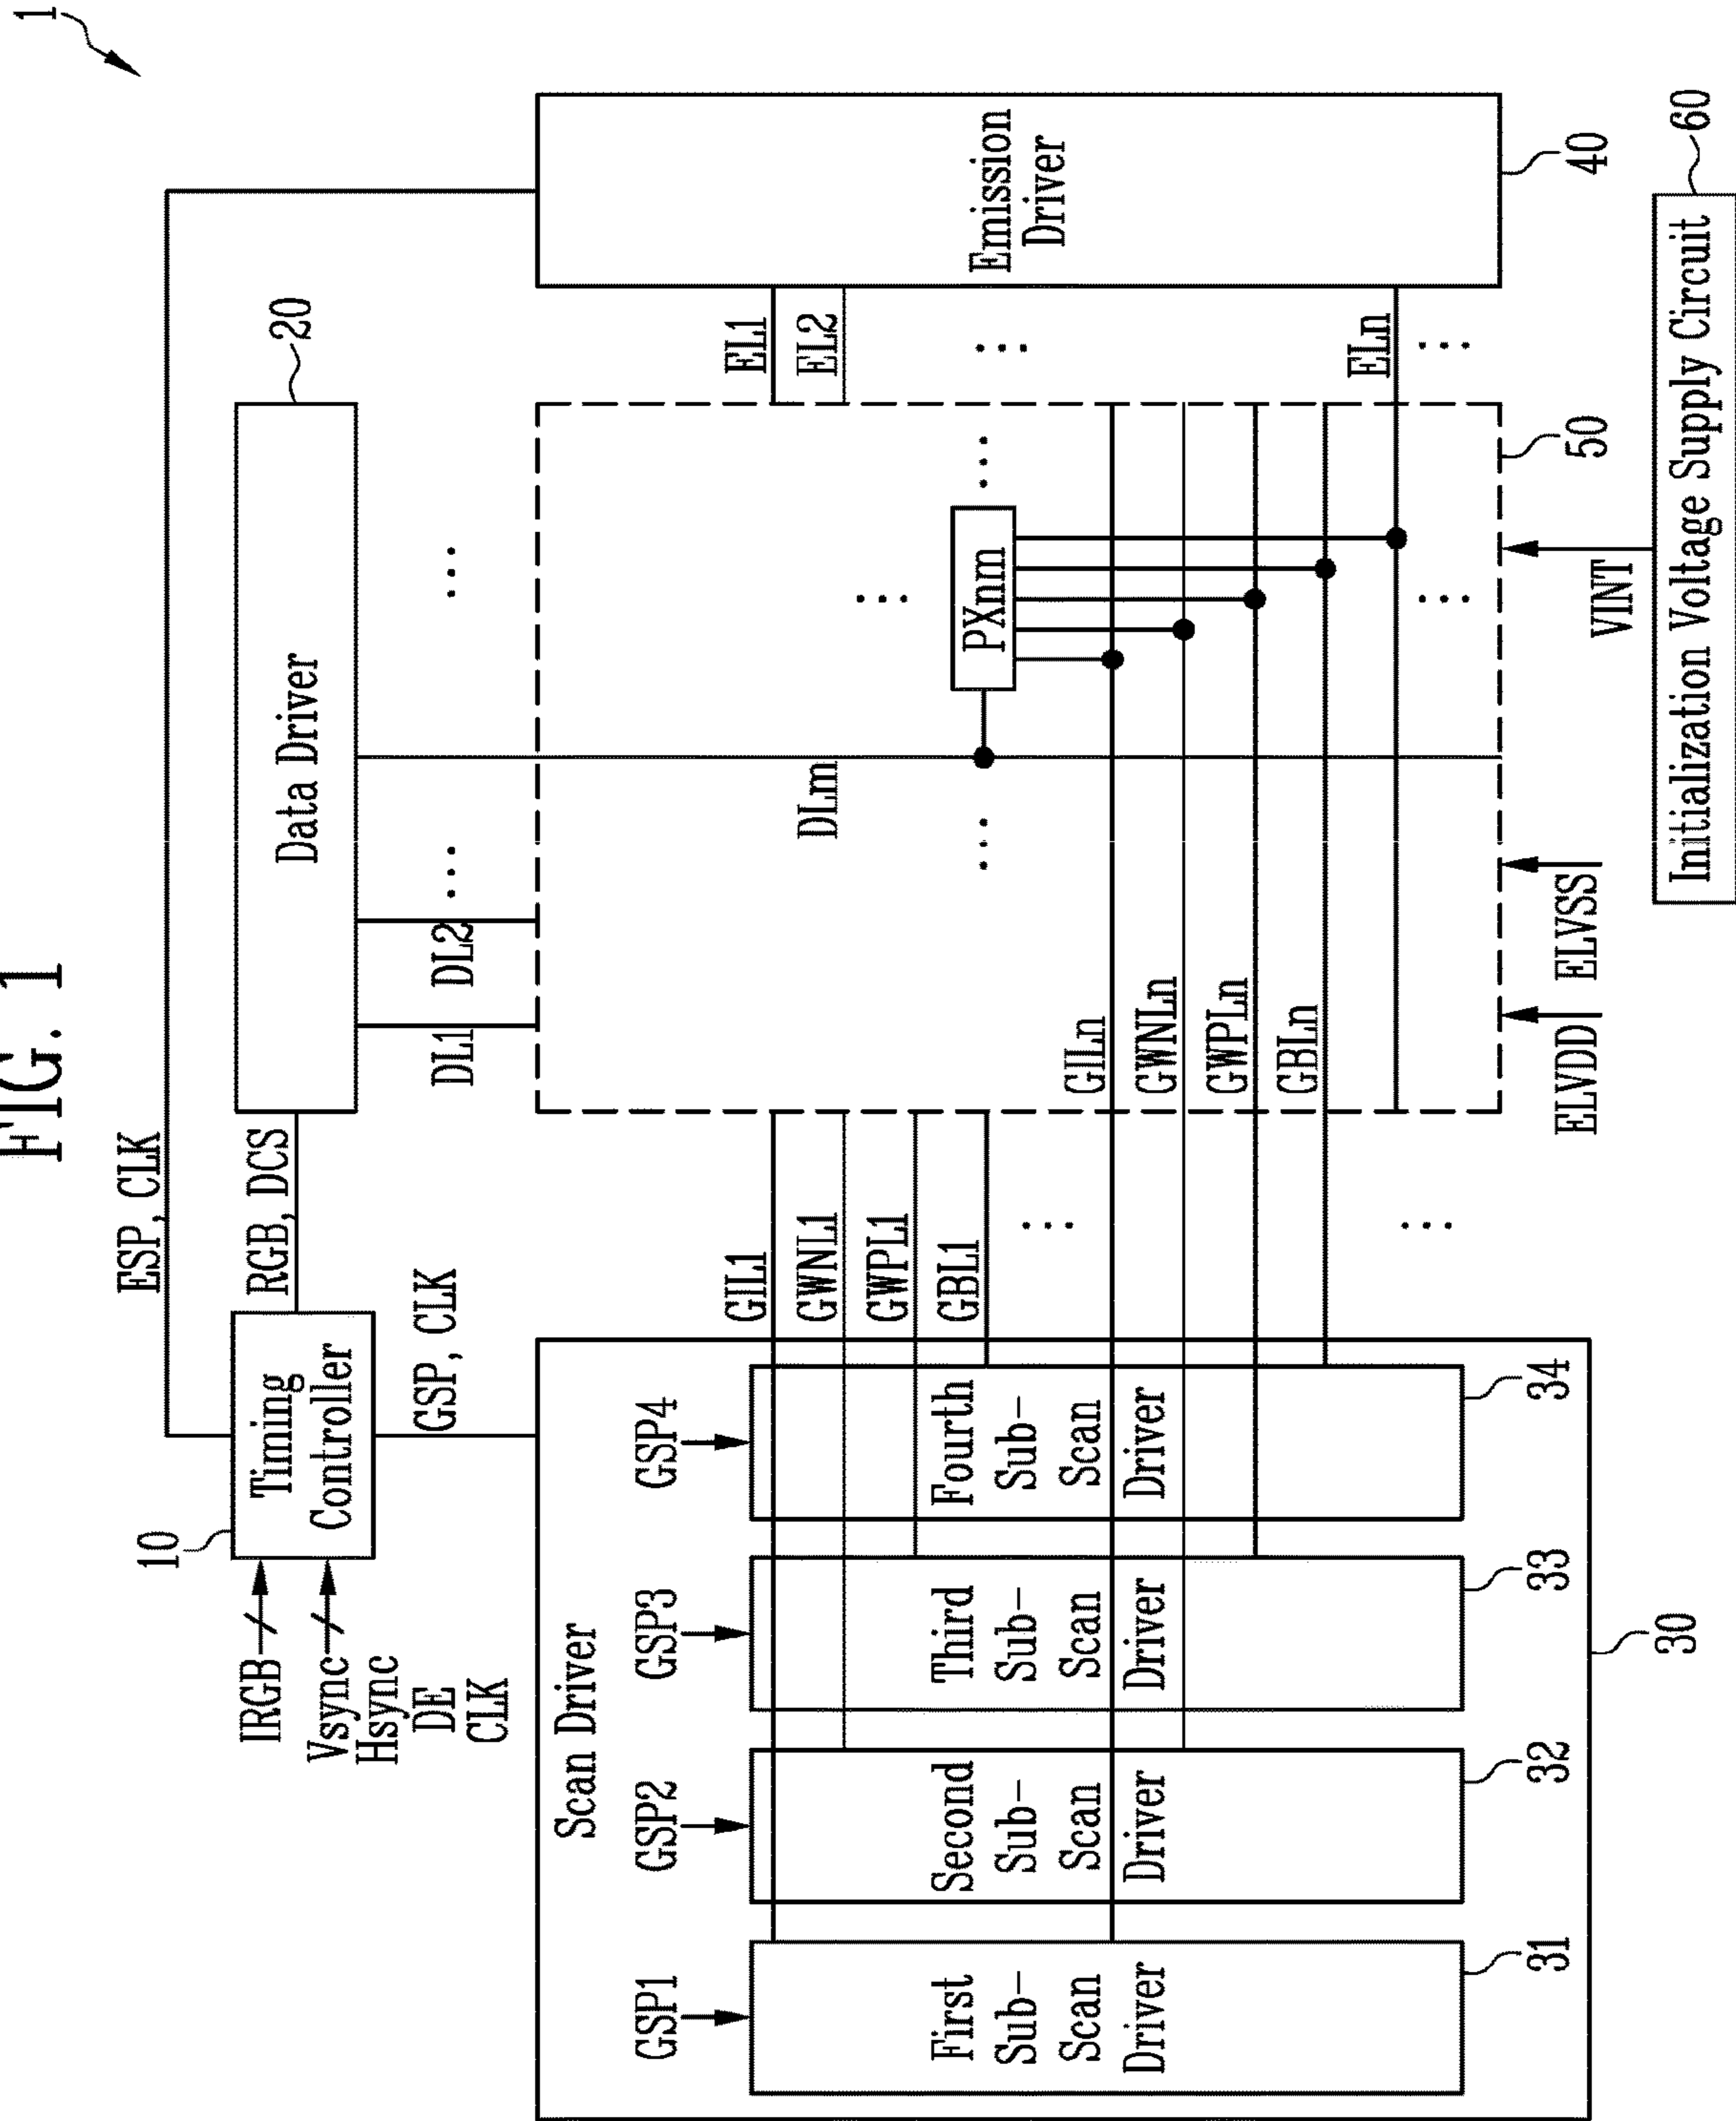 FIG. 1
1
ESP, CLK
10
IRGB
Vsync
Hsync
DE
CLK
Timing
Controller
RGB, DCS
Data Driver
20
GSP, CLK
DL1
DL2
...
...
Scan Driver
GSP1
GSP2
GSP3
GSP4
First
Sub-
Scan
Driver
Second
Sub-
Scan
Driver
Third
Sub-
Scan
Driver
Fourth
Sub-
Scan
Driver
31
32
33
34
30
GIL1
GWNL1
GWPL1
GBL1
...
...
GILn
GWNLn
GWPLn
GBLn
DLm
...
PXnm
...
...
...
50
EL1
EL2
...
ELn
...
Emission
Driver
40
ELVDD
ELVSS
VINT
60
Initialization Voltage Supply Circuit